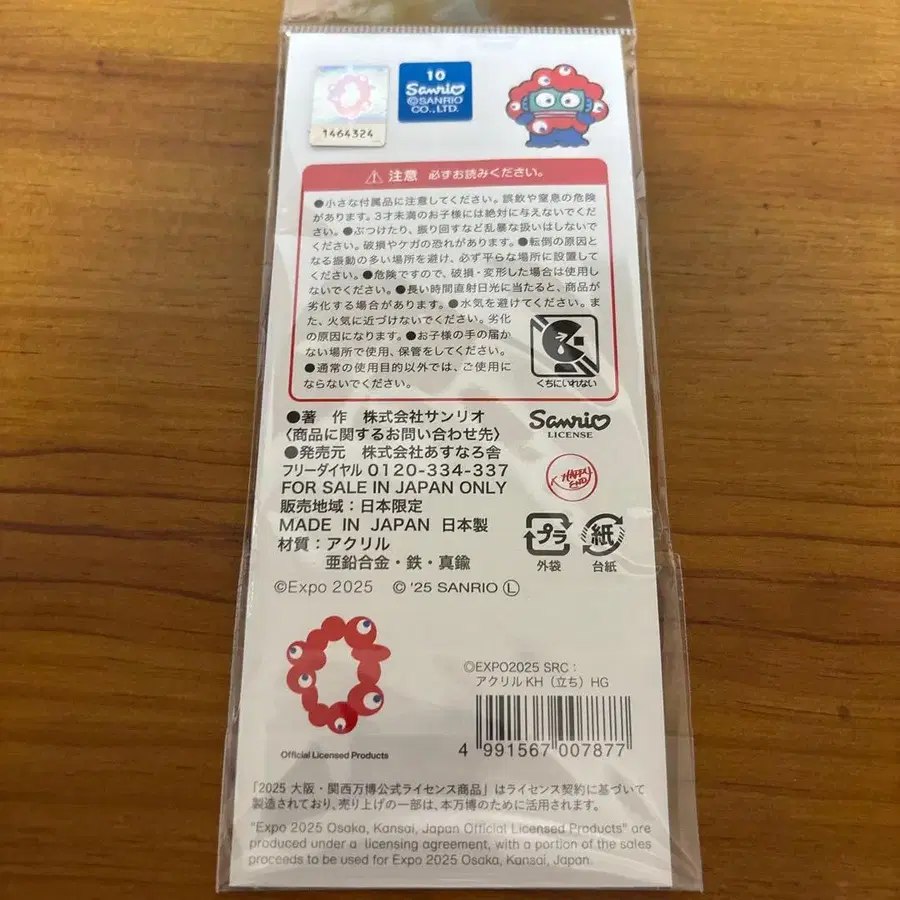 1464324
10
Sanrio
©SANRIO
CO.,LTD.
注意 必ずお読みください。
●小さな付属品に注意してください。誤飲や窒息の危険
があります。3才未満のお子様には絶対に与えないでくだ
さい。●ぶつけたり、振り回すなど乱暴な扱いはしないで
ください。破損やケガの恐れがあります。●転倒の原因と
なる振動の多い場所を避け、必ず平らな場所に設置して
ください。●危険ですので、破損・変形した場合は使用し
ないでください。●長い時間直射日光に当たると、商品が
劣化する場合があります。●水気を避けてください。ま
た、火気に近づけないでください。劣化
の原因になります。●お子様の手の届か
ない場所で使用、保管をしてください。
●通常の使用目的以外では、ご使用に
ならないでください。
くちにいれない
●著 作 株式会社サンリオ
〈商品に関するお問い合わせ先〉
●発売元 株式会社あすなろ舎
フリーダイヤル 0120-334-337
FOR SALE IN JAPAN ONLY
販売地域：日本限定
MADE IN JAPAN 日本製
材質：アクリル
亜鉛合金・鉄・真鍮
Sanrio
LICENSE
HAPPY
END
プラ
外袋
紙
台紙
©Expo 2025 © '25 SANRIO Ⓛ
Official Licensed Products
©EXPO2025 SRC：
アクリルKH（立ち）HG
4 991567 007877
「2025 大阪・関西万博公式ライセンス商品」はライセンス契約に基づいて
製造されており、売り上げの一部は、本万博のために活用されます。
"Expo 2025 Osaka, Kansai, Japan Official Licensed Products" are
produced under a licensing agreement, with a portion of the sales
proceeds to be used for Expo 2025 Osaka, Kansai, Japan.